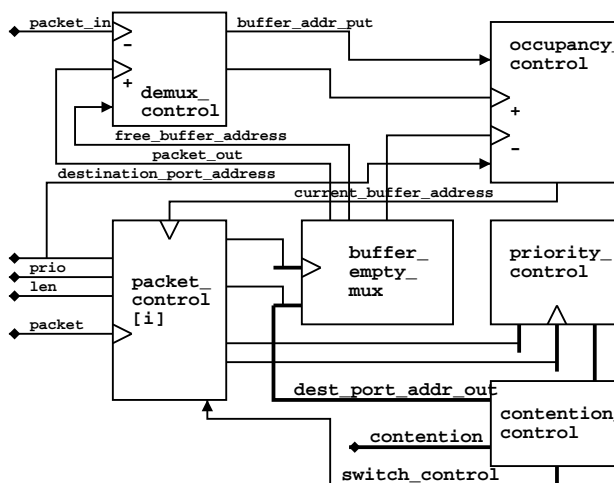 packet_in
buffer_addr_put
occupancy_
control
-
+
demux_
control
+
-
free_buffer_address
packet_out
destination_port_address
current_buffer_address
prio
len
packet
packet_
control
[i]
buffer_
empty_
mux
priority_
control
dest_port_addr_out
contention_
control
contention
switch_control